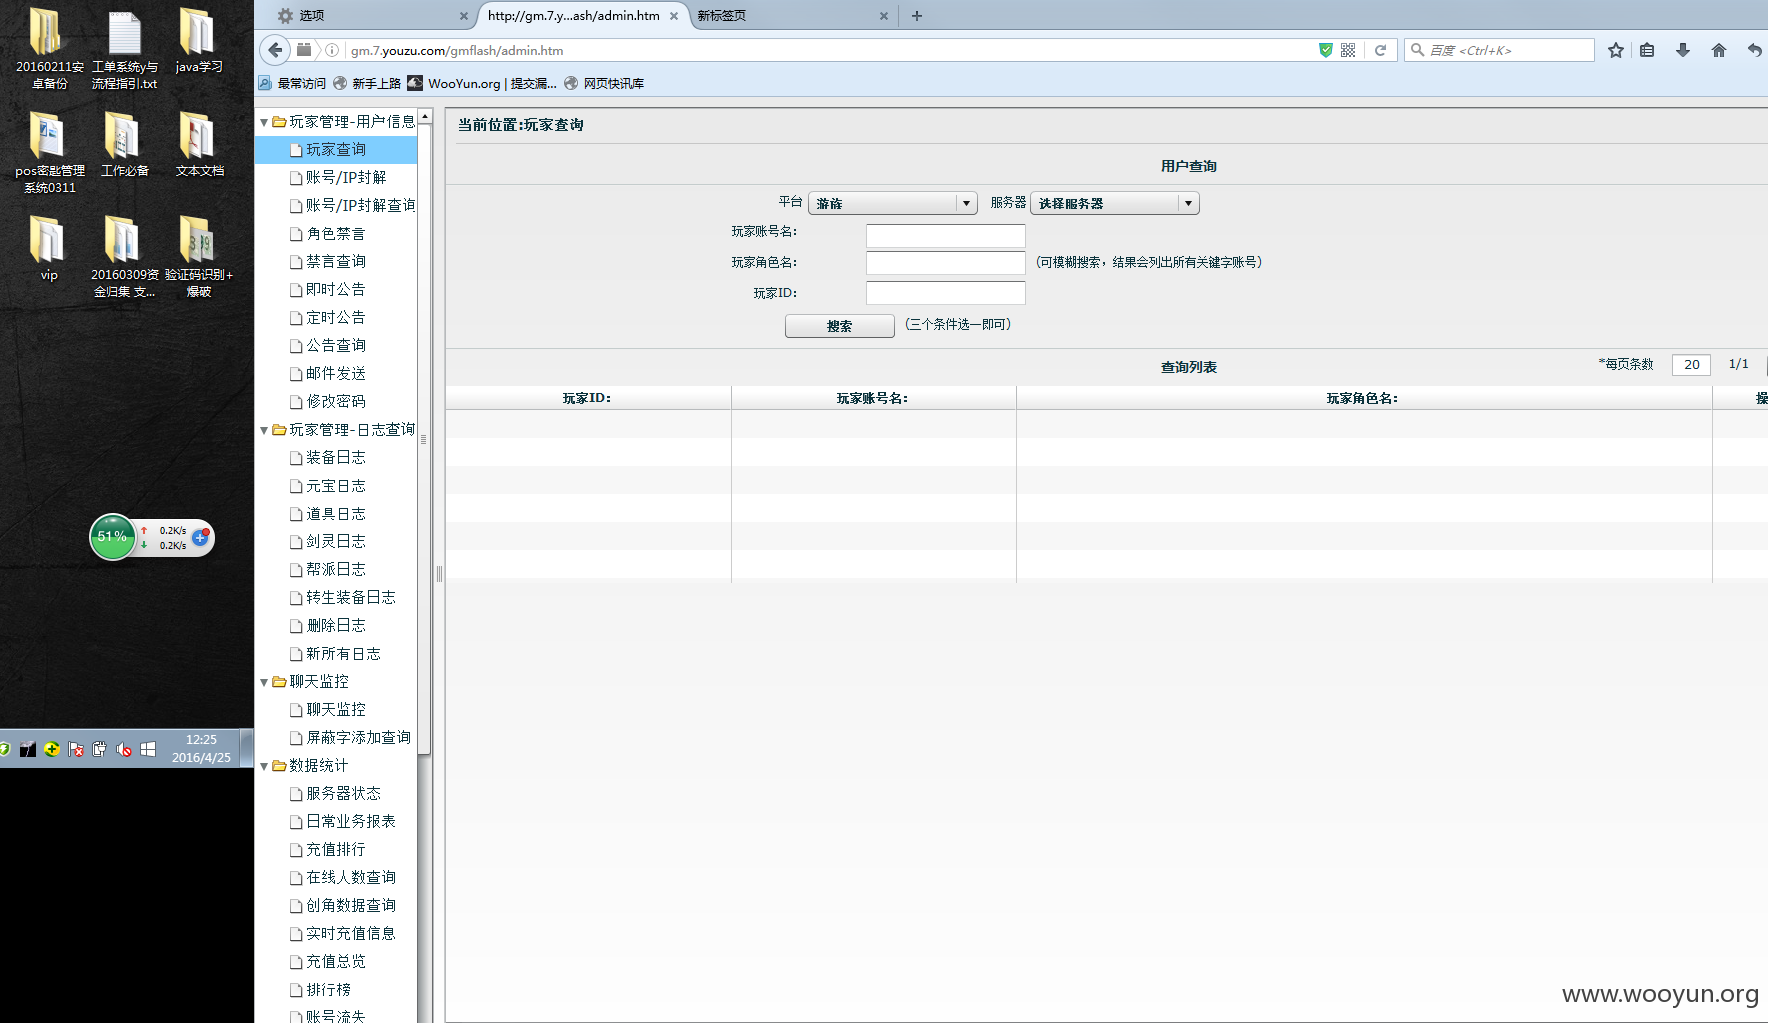 20160211安
卓备份
工单系统y与
流程指引.txt
java学习
pos密匙管理
系统0311
工作必备
文本文档
vip
20160309资
金归集 支...
验证码识别+
爆破
51%
0.2K/s
0.2K/s
12:25
2016/4/25
选项
http://gm.7.y...ash/admin.htm
新标签页
gm.7.youzu.com/gmflash/admin.htm
百度 <Ctrl+K>
最常访问
新手上路
WooYun.org | 提交漏...
网页快讯库
玩家管理-用户信息
玩家查询
账号/IP封解
账号/IP封解查询
角色禁言
禁言查询
即时公告
定时公告
公告查询
邮件发送
修改密码
玩家管理-日志查询
装备日志
元宝日志
道具日志
剑灵日志
帮派日志
转生装备日志
删除日志
新所有日志
聊天监控
聊天监控
屏蔽字添加查询
数据统计
服务器状态
日常业务报表
充值排行
在线人数查询
创角数据查询
实时充值信息
充值总览
排行榜
账号流失
当前位置:玩家查询
用户查询
平台 游族 服务器 选择服务器
玩家账号名:
玩家角色名: (可模糊搜索，结果会列出所有关键字账号)
玩家ID:
搜索 (三个条件选一即可)
查询列表
*每页条数 20 1/1
玩家ID: 玩家账号名: 玩家角色名: 操
www.wooyun.org